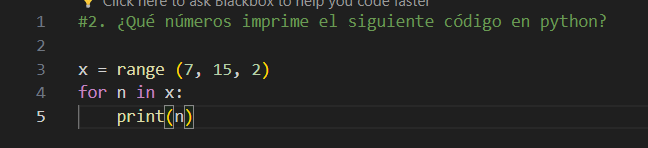 Click here to ask Blackbox to help you code faster
1 #2. ¿Qué números imprime el siguiente código en python?
2
3 x = range (7, 15, 2)
4 for n in x:
5 print(n)